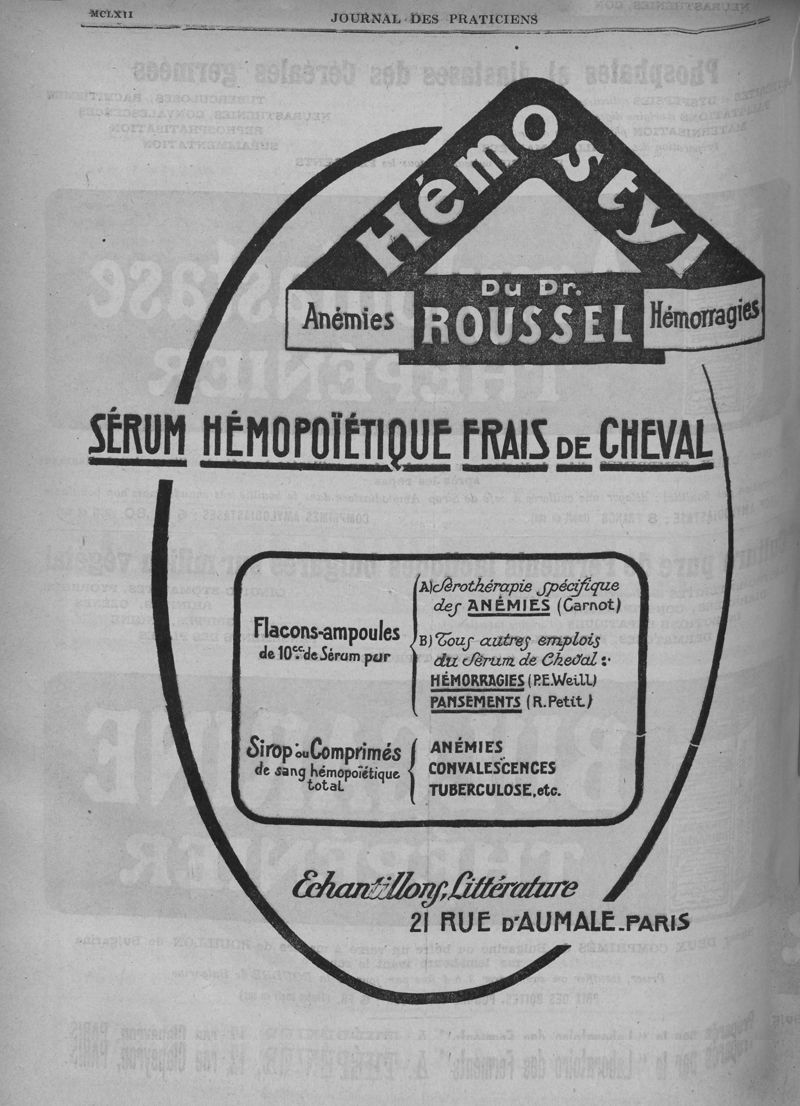 MCLXII
JOURNAL DES PRATICIENS
Hémostyl
Du Dr.
ROUSSEL
Anémies
Hémorragies
SÉRUM HÉMOPOÏÉTIQUE FRAIS DE CHEVAL
Flacons-ampoules
de 10cc. de Sérum pur
A) Serothérapie spécifique
des ANÉMIES (Carnot)
B) Tous autres emplois
du Sérum de Cheval :
HÉMORRAGIES (P.E.Weill)
PANSEMENTS (R.Petit)
Sirop ou Comprimés
de sang hémopoïétique
total
ANÉMIES
CONVALESCENCES
TUBERCULOSE, etc.
Echantillons, Littérature
21 RUE D'AUMALE.PARIS